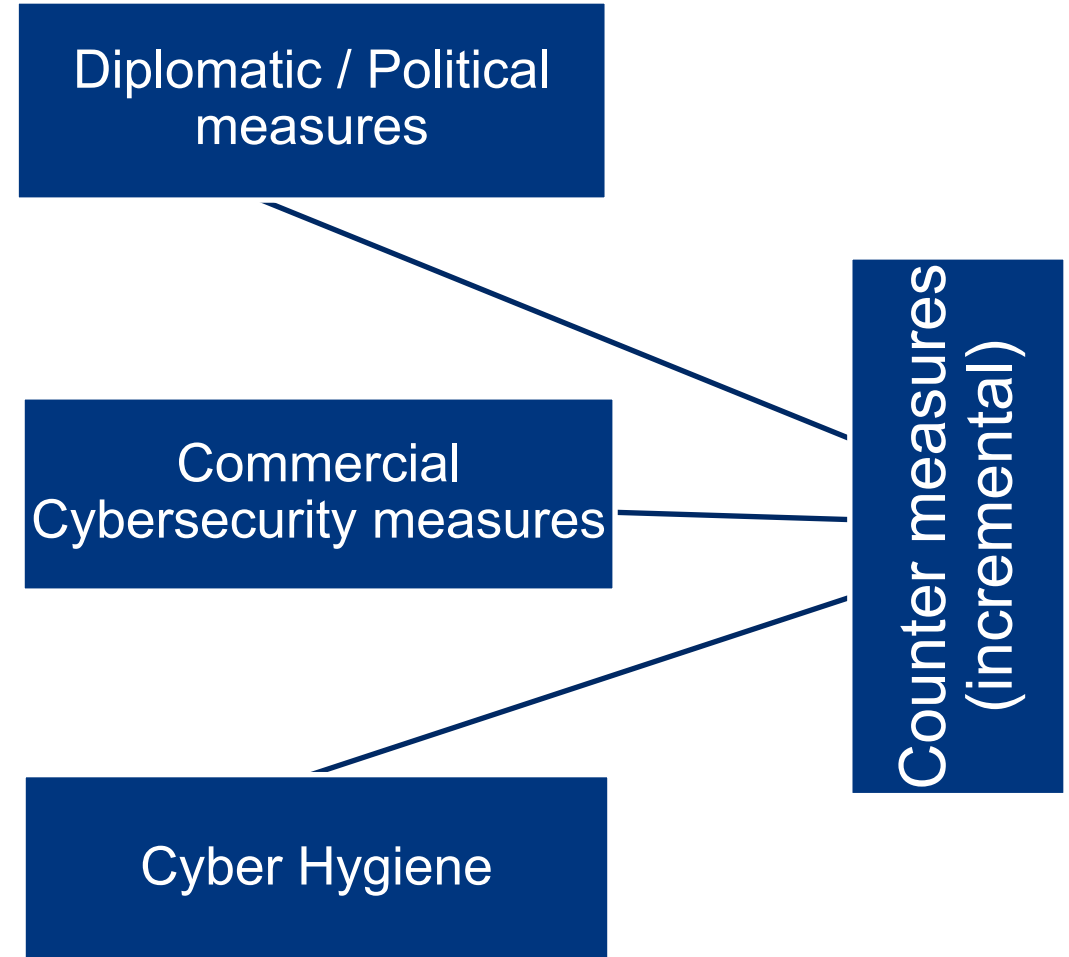 Diplomatic / Political
measures
Commercial
Cybersecurity measures
Cyber Hygiene
Counter measures
(incremental)